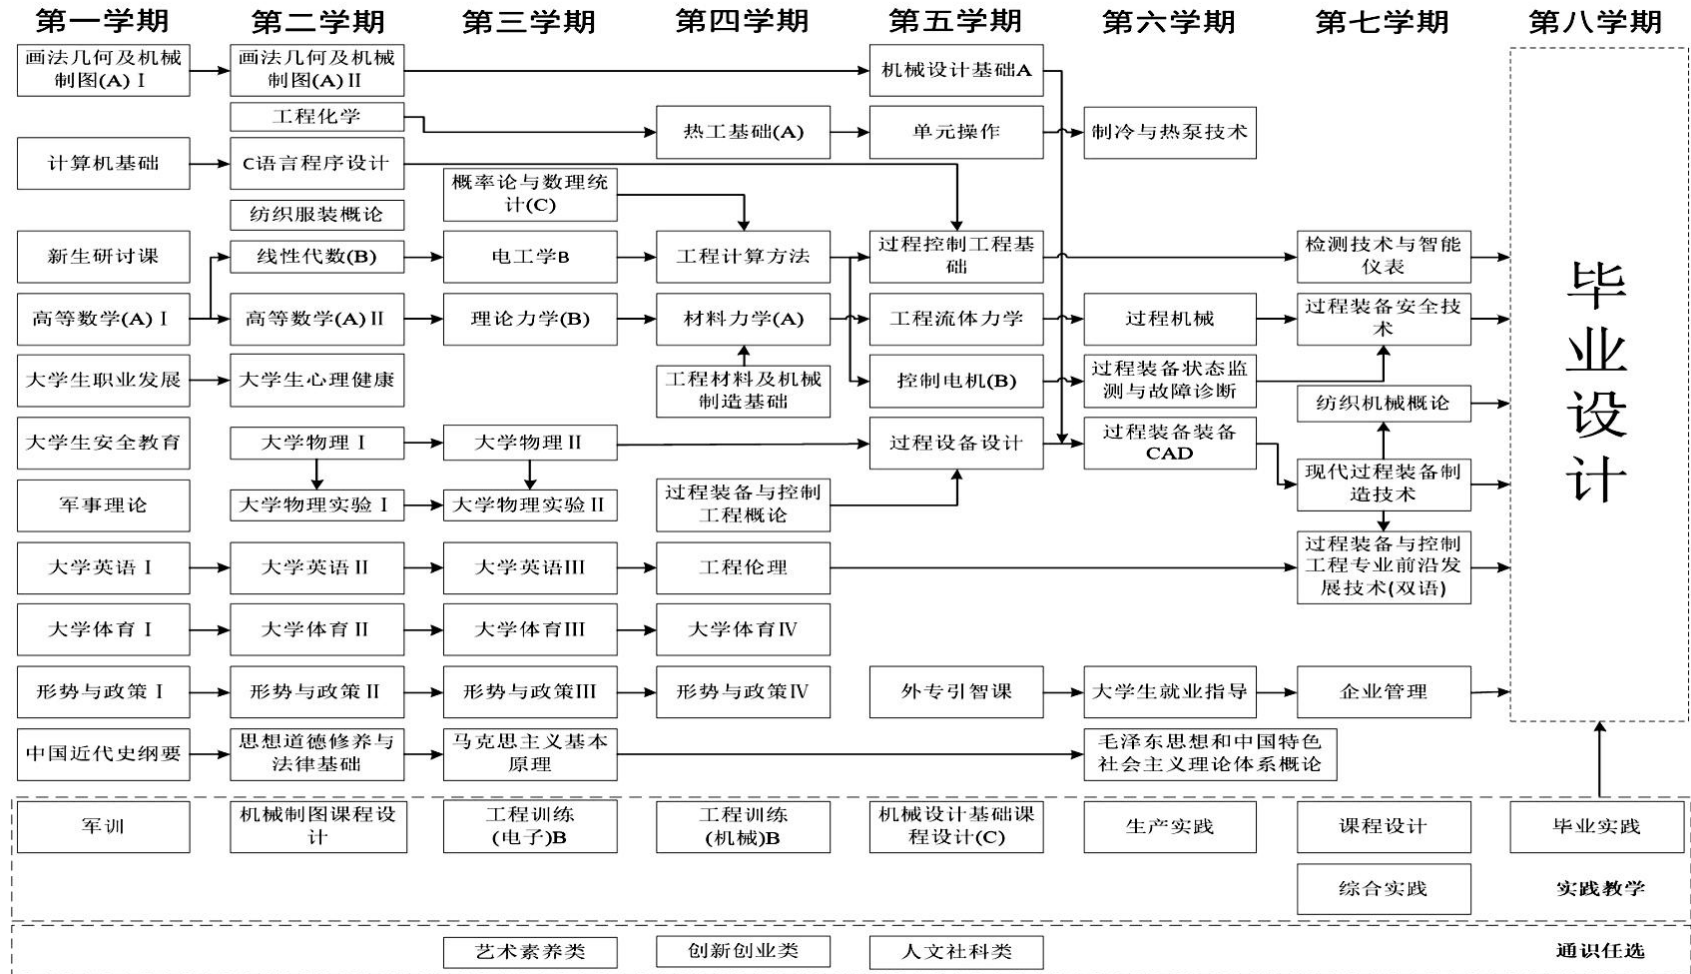 第一学期
第二学期
第三学期
第四学期
第五学期
第六学期
第七学期
第八学期
画法几何及机械
制图(A)Ⅰ
画法几何及机械
制图(A)Ⅱ
机械设计基础A
工程化学
热工基础(A)
单元操作
制冷与热泵技术
计算机基础
C语言程序设计
概率论与数理统
计(C)
纺织服装概论
新生研讨课
线性代数(B)
电工学B
工程计算方法
过程控制工程基
础
检测技术与智能
仪表
高等数学(A)Ⅰ
高等数学(A)Ⅱ
理论力学(B)
材料力学(A)
工程流体力学
过程机械
过程装备安全技
术
大学生职业发展
大学生心理健康
工程材料及机械
制造基础
控制电机(B)
过程装备状态监
测与故障诊断
纺织机械概论
大学生安全教育
大学物理Ⅰ
大学物理Ⅱ
过程设备设计
过程装备装备
CAD
现代过程装备制
造技术
军事理论
大学物理实验Ⅰ
大学物理实验Ⅱ
过程装备与控制
工程概论
大学英语Ⅰ
大学英语Ⅱ
大学英语Ⅲ
工程伦理
过程装备与控制
工程专业前沿发
展技术(双语)
大学体育Ⅰ
大学体育Ⅱ
大学体育Ⅲ
大学体育Ⅳ
形势与政策Ⅰ
形势与政策Ⅱ
形势与政策Ⅲ
形势与政策Ⅳ
外专引智课
大学生就业指导
企业管理
中国近代史纲要
思想道德修养与
法律基础
马克思主义基本
原理
毛泽东思想和中国特色
社会主义理论体系概论
毕
业
设
计
军训
机械制图课程设
计
工程训练
(电子)B
工程训练
(机械)B
机械设计基础课
程设计(C)
生产实践
课程设计
毕业实践
综合实践
实践教学
艺术素养类
创新创业类
人文社科类
通识任选